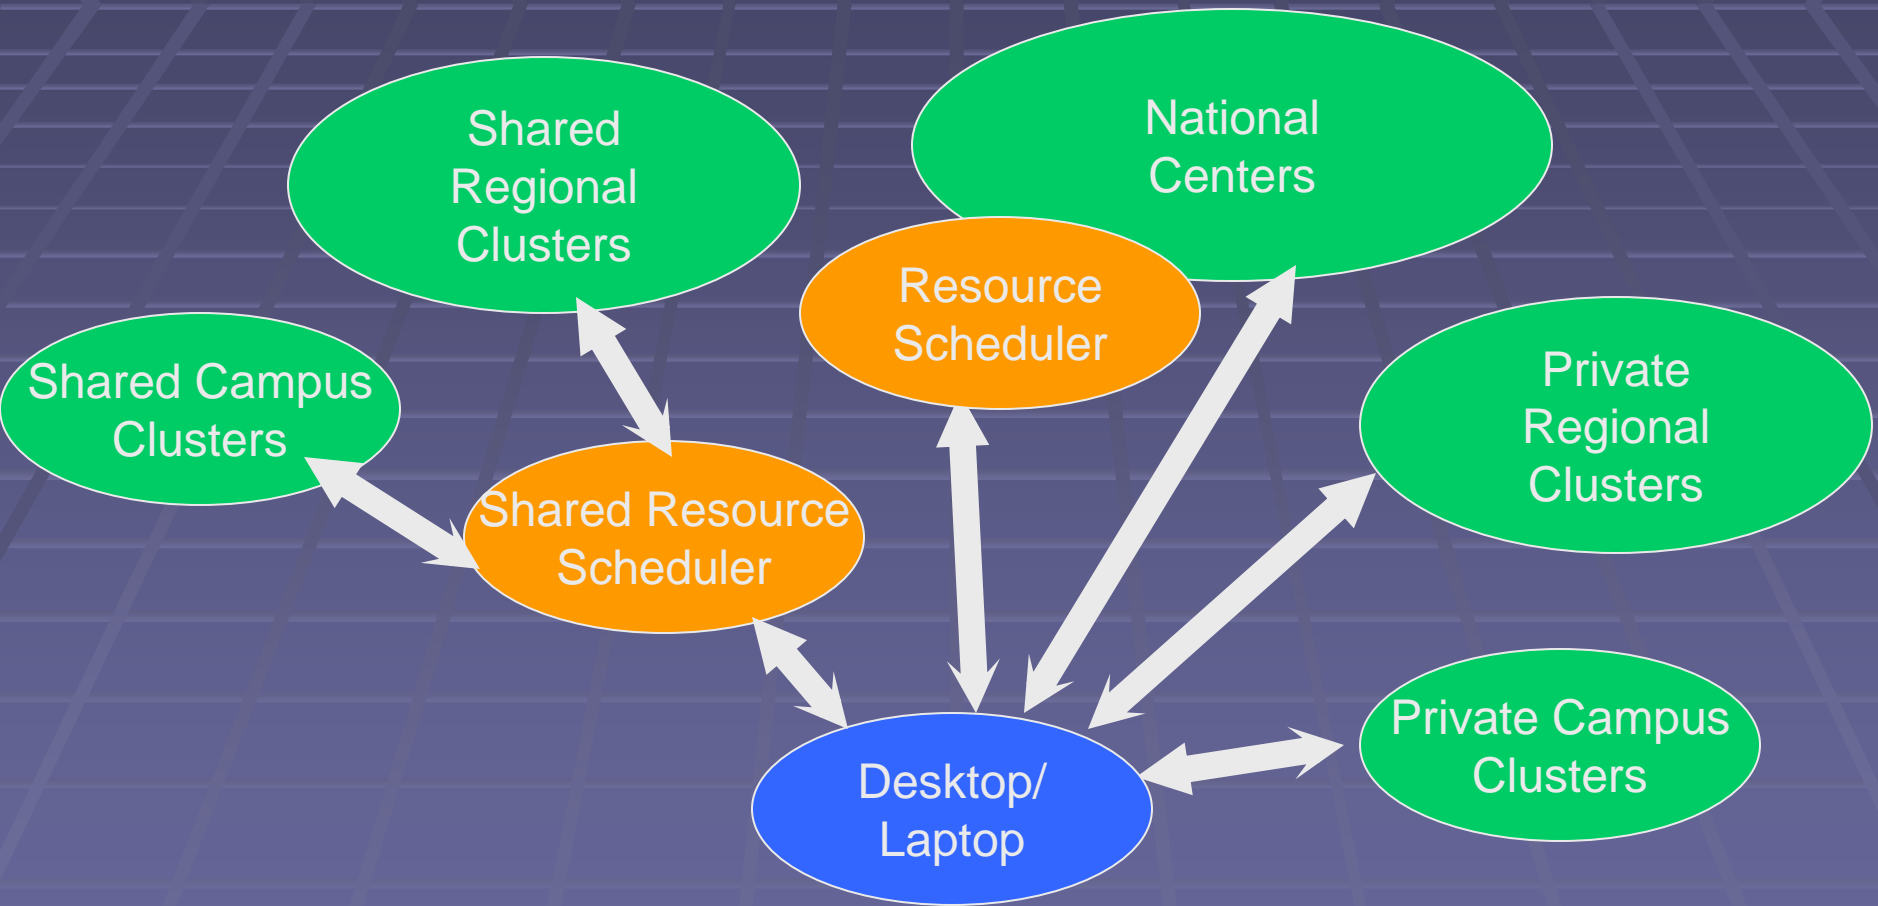 National
Centers
Shared
Regional
Clusters
Resource
Scheduler
Shared Campus
Clusters
Private
Regional
Clusters
Shared Resource
Scheduler
Private Campus
Clusters
Desktop/
Laptop